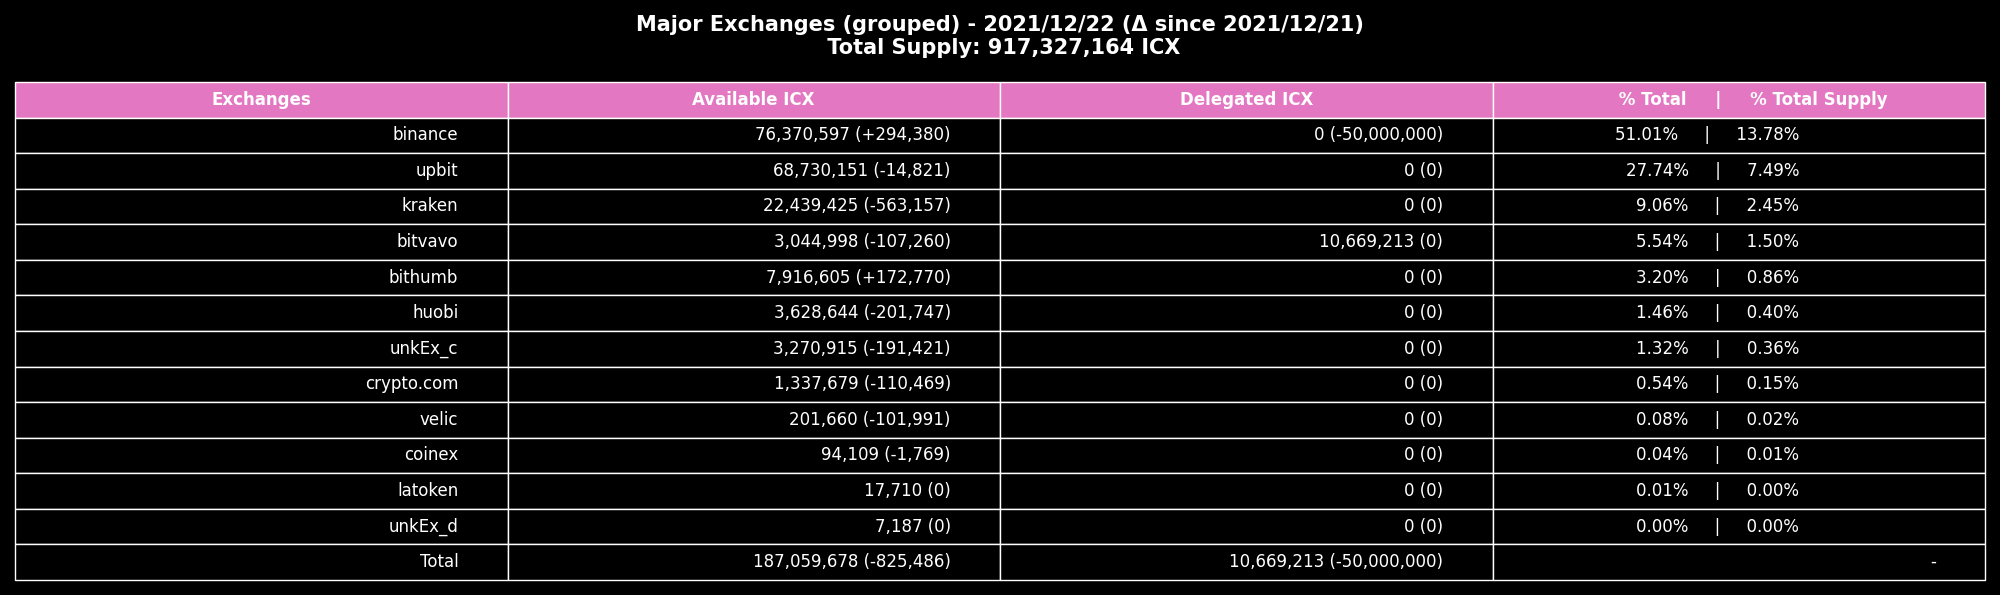 Major Exchanges (grouped) - 2021/12/22 (Δ since 2021/12/21)
Total Supply: 917,327,164 ICX
Exchanges Available ICX Delegated ICX % Total | % Total Supply
binance 76,370,597 (+294,380) 0 (-50,000,000) 51.01% | 13.78%
upbit 68,730,151 (-14,821) 0 (0) 27.74% | 7.49%
kraken 22,439,425 (-563,157) 0 (0) 9.06% | 2.45%
bitvavo 3,044,998 (-107,260) 10,669,213 (0) 5.54% | 1.50%
bithumb 7,916,605 (+172,770) 0 (0) 3.20% | 0.86%
huobi 3,628,644 (-201,747) 0 (0) 1.46% | 0.40%
unkEx_c 3,270,915 (-191,421) 0 (0) 1.32% | 0.36%
crypto.com 1,337,679 (-110,469) 0 (0) 0.54% | 0.15%
velic 201,660 (-101,991) 0 (0) 0.08% | 0.02%
coinex 94,109 (-1,769) 0 (0) 0.04% | 0.01%
latoken 17,710 (0) 0 (0) 0.01% | 0.00%
unkEx_d 7,187 (0) 0 (0) 0.00% | 0.00%
Total 187,059,678 (-825,486) 10,669,213 (-50,000,000) -